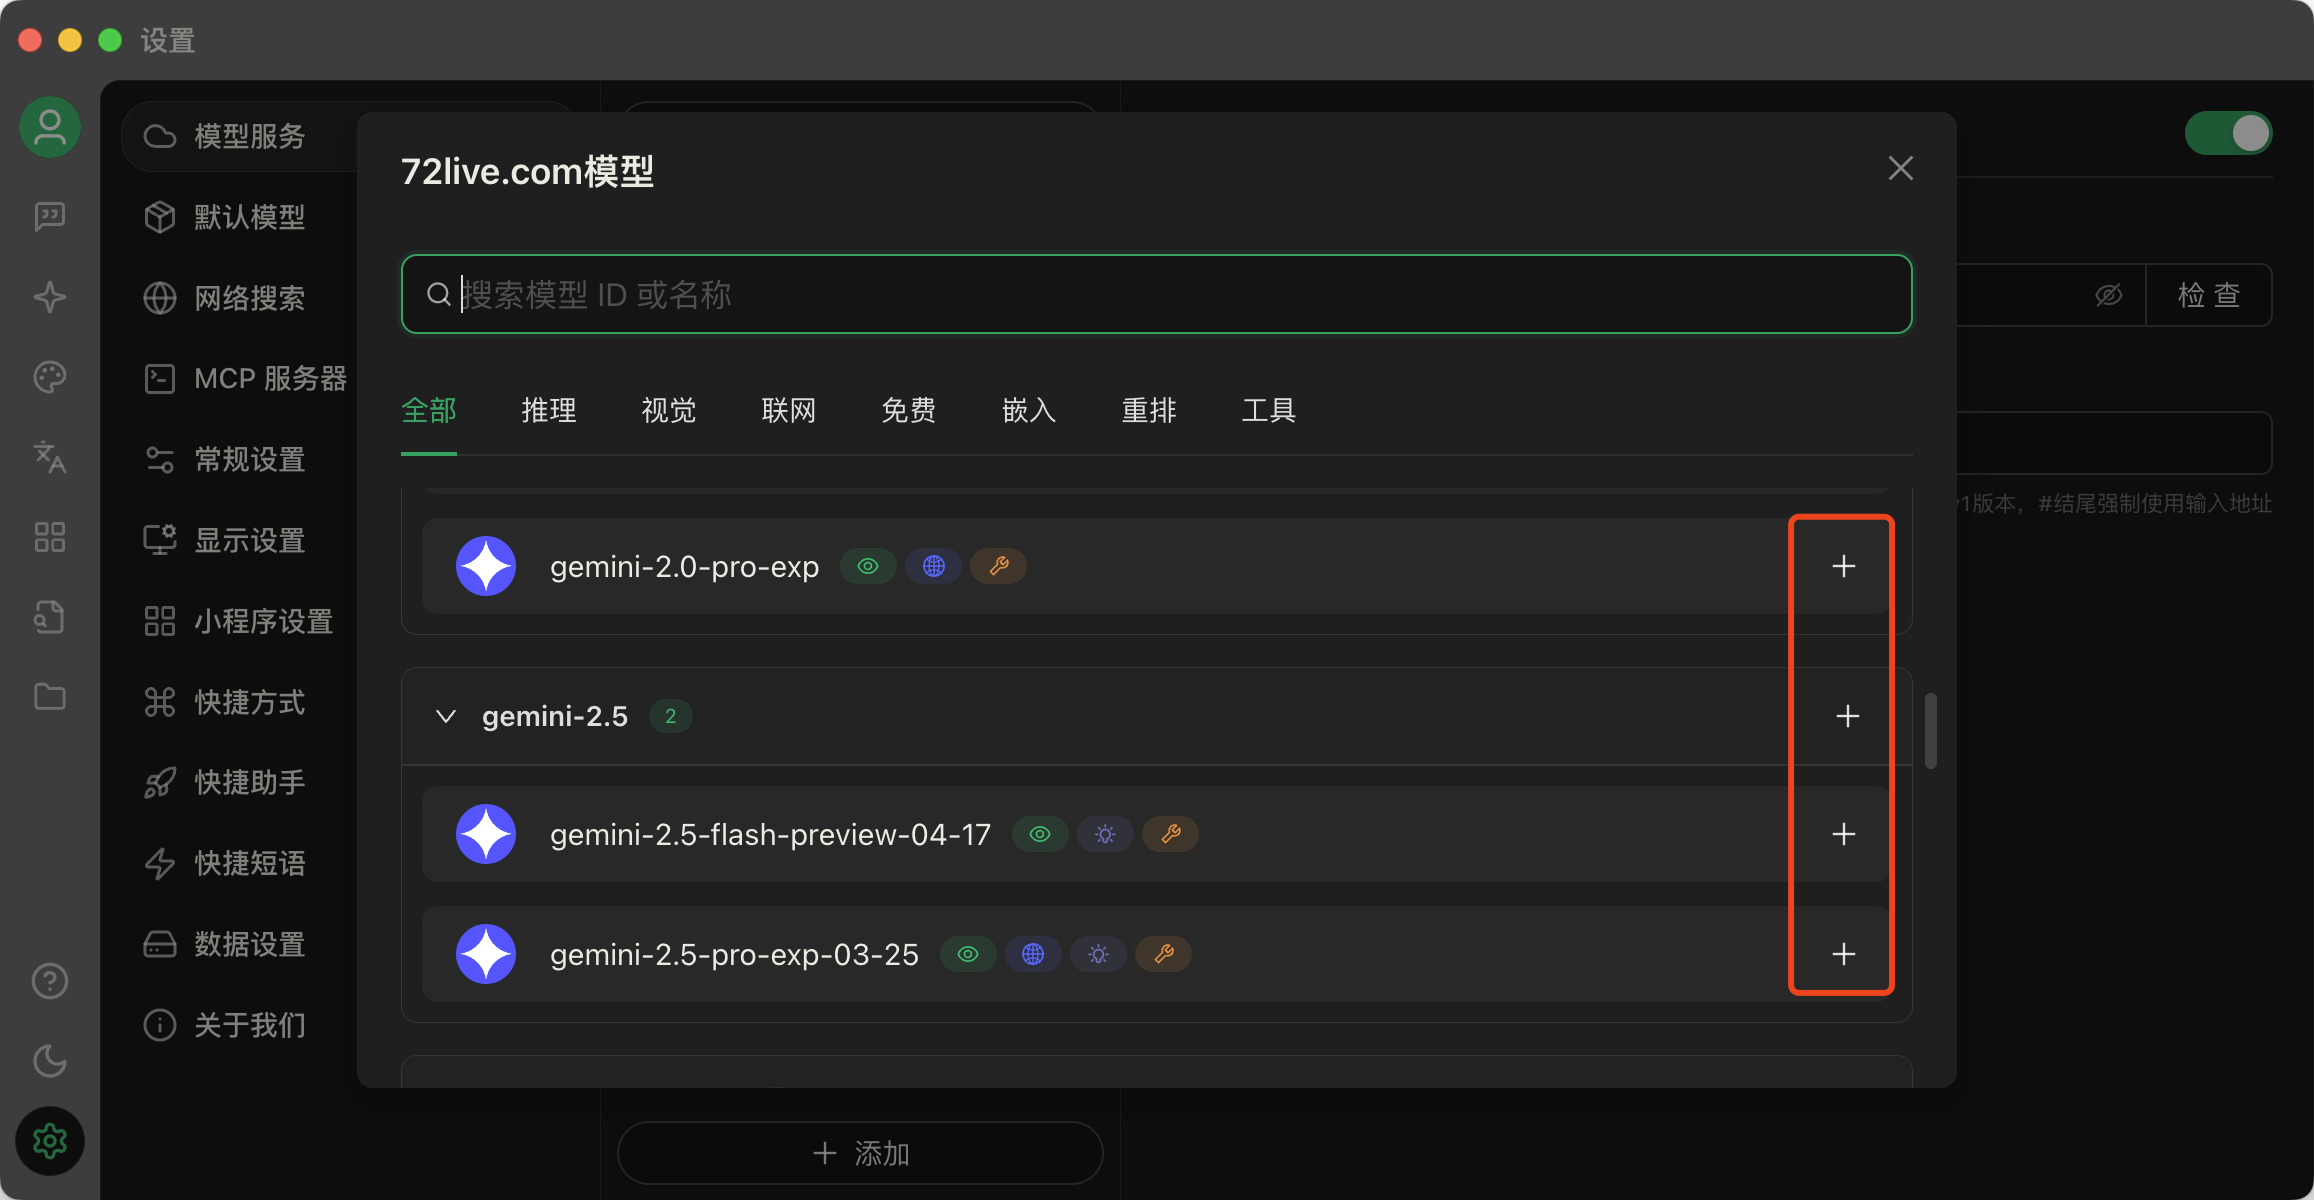 设置
模型服务
默认模型
网络搜索
MCP 服务器
常规设置
显示设置
小程序设置
快捷方式
快捷助手
快捷短语
数据设置
关于我们
72live.com模型
搜索模型 ID 或名称
全部 推理 视觉 联网 免费 嵌入 重排 工具
gemini-2.0-pro-exp
gemini-2.5 2
gemini-2.5-flash-preview-04-17
gemini-2.5-pro-exp-03-25
检 查
1版本，#结尾强制使用输入地址
添加